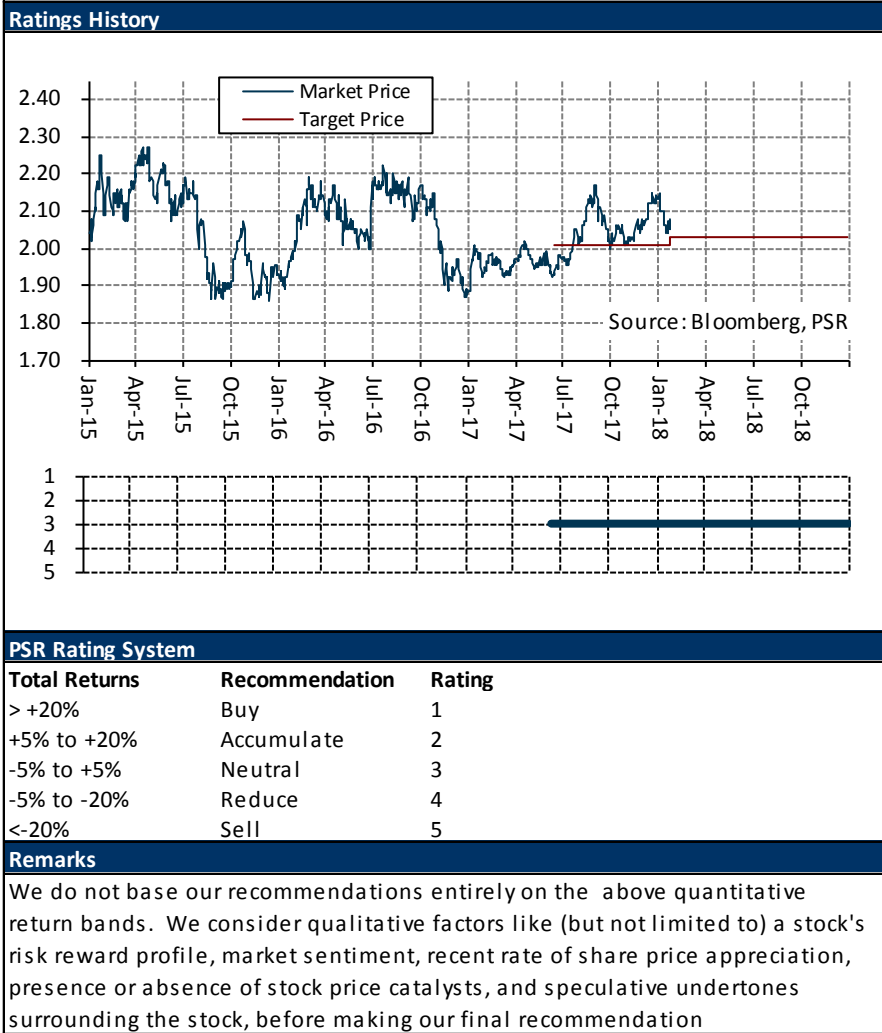 Ratings History
Market Price
Target Price
2.40
2.30
2.20
2.10
2.00
1.90
1.80
1.70
Source: Bloomberg, PSR
Jan-15
Apr-15
Jul-15
Oct-15
Jan-16
Apr-16
Jul-16
Oct-16
Jan-17
Apr-17
Jul-17
Oct-17
Jan-18
Apr-18
Jul-18
Oct-18
1
2
3
4
5
PSR Rating System
Total Returns Recommendation Rating
> +20% Buy 1
+5% to +20% Accumulate 2
-5% to +5% Neutral 3
-5% to -20% Reduce 4
<-20% Sell 5
Remarks
We do not base our recommendations entirely on the above quantitative
return bands. We consider qualitative factors like (but not limited to) a stock's
risk reward profile, market sentiment, recent rate of share price appreciation,
presence or absence of stock price catalysts, and speculative undertones
surrounding the stock, before making our final recommendation